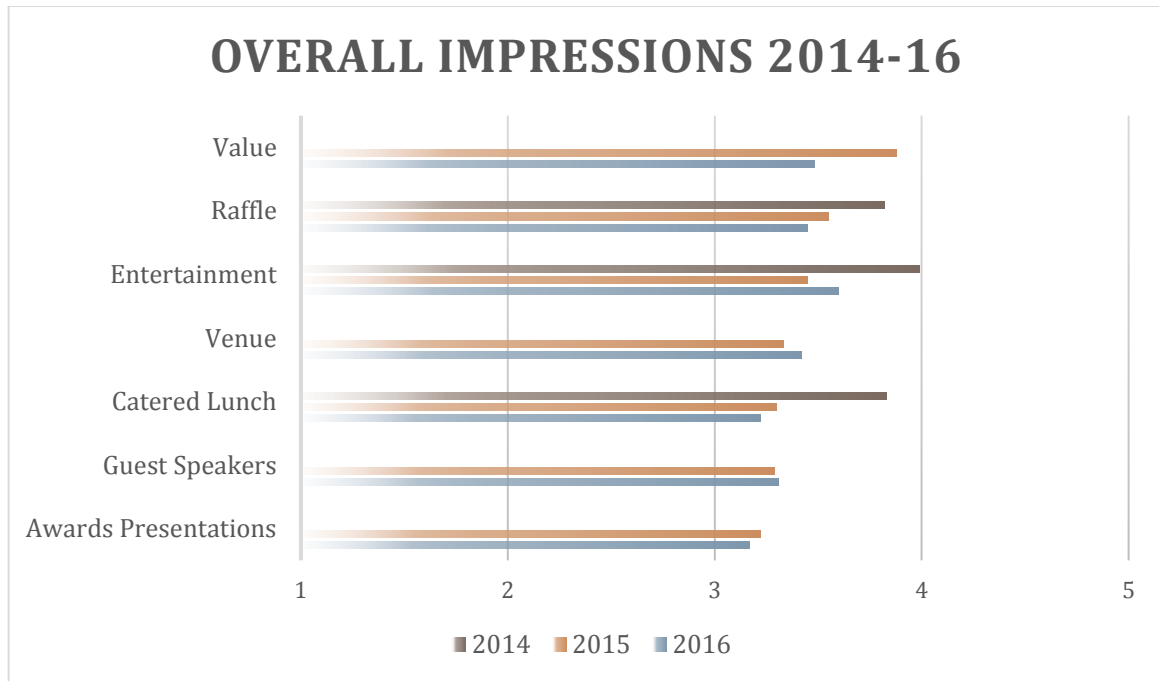 OVERALL IMPRESSIONS 2014-16
Value
Raffle
Entertainment
Venue
Catered Lunch
Guest Speakers
Awards Presentations
1 2 3 4 5
2014 2015 2016